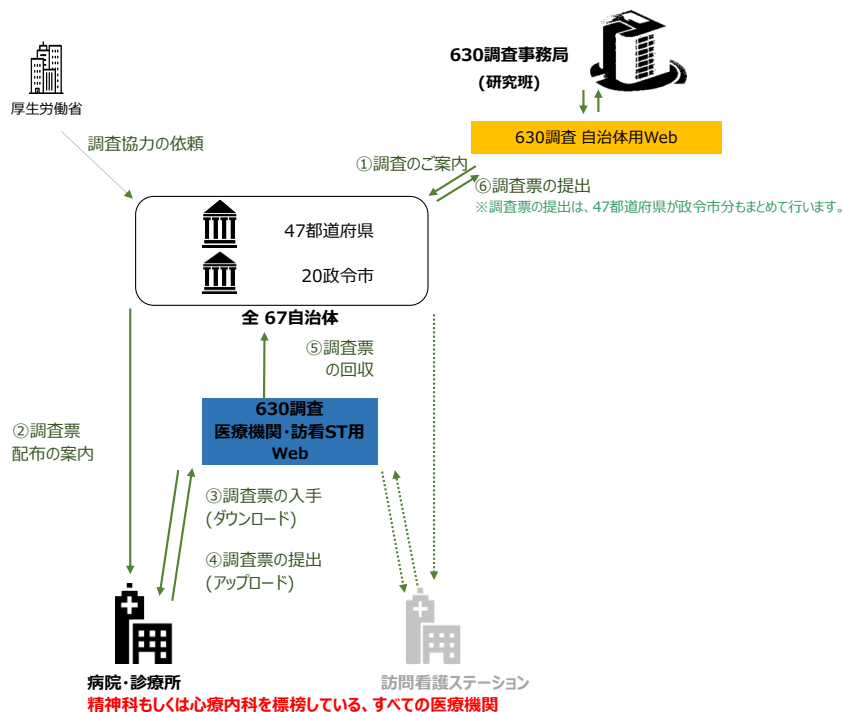 630調査事務局
(研究班)
厚生労働省
630調査 自治体用Web
調査協力の依頼
①調査のご案内
⑥調査票の提出
※調査票の提出は、47都道府県が政令市分もまとめて行います。
47都道府県
20政令市
全 67自治体
⑤調査票
の回収
630調査
医療機関・訪看ST用
Web
②調査票
配布の案内
③調査票の入手
(ダウンロード)
④調査票の提出
(アップロード)
病院・診療所
訪問看護ステーション
精神科もしくは心療内科を標榜している、すべての医療機関